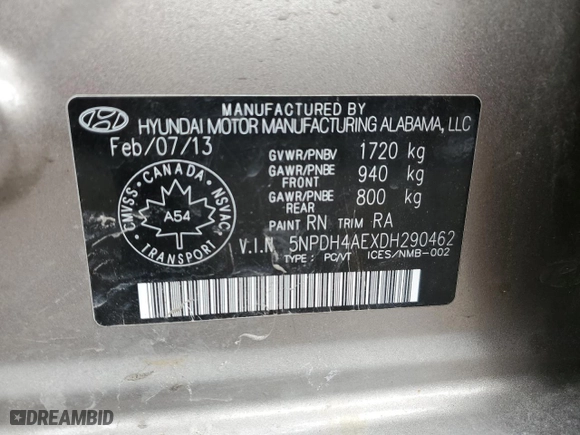 MANUFACTURED BY
HYUNDAI MOTOR MANUFACTURING ALABAMA, LLC
Feb/07/13
GVWR/PNBV 1720 kg
GAWR/PNBE FRONT 940 kg
GAWR/PNBE REAR 800 kg
PAINT RN TRIM RA
V.I.N 5NPDH4AEXDH290462
TYPE : PC/VT ICES/NMB-002
CMVSS · CANADA · NSVAC
A54
TRANSPORT
DREAMBID